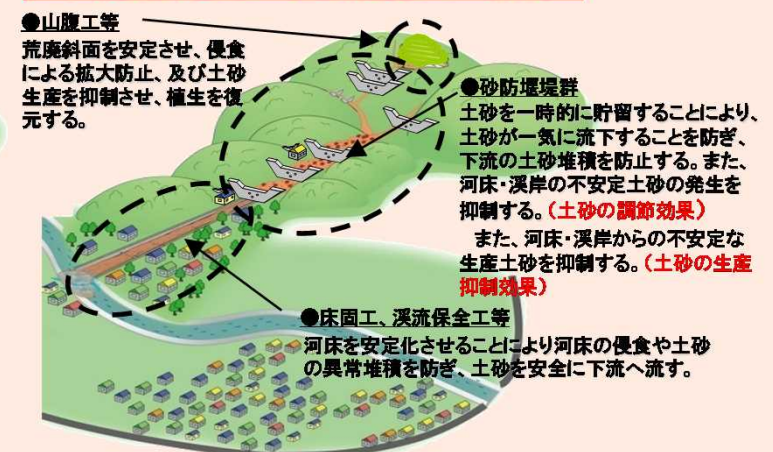 ●山腹工等
荒廃斜面を安定させ、侵食
による拡大防止、及び土砂
生産を抑制させ、植生を復
元する。
●砂防堰堤群
土砂を一時的に貯留することにより、
土砂が一気に流下することを防ぎ、
下流の土砂堆積を防止する。また、
河床・渓岸の不安定土砂の発生を
抑制する。(土砂の調節効果)
また、河床・渓岸からの不安定な
生産土砂を抑制する。(土砂の生産
抑制効果)
●床固工、渓流保全工等
河床を安定化させることにより河床の侵食や土砂
の異常堆積を防ぎ、土砂を安全に下流へ流す。